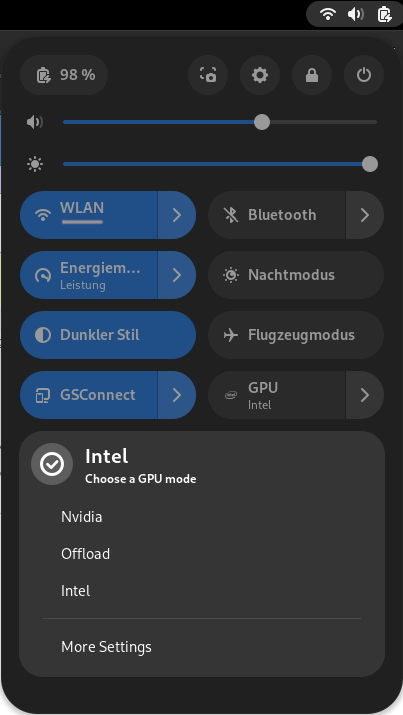 98 %
WLAN
Bluetooth
Energiem…
Leistung
Nachtmodus
Dunkler Stil
Flugzeugmodus
GSConnect
GPU
Intel
Intel
Choose a GPU mode
Nvidia
Offload
Intel
More Settings